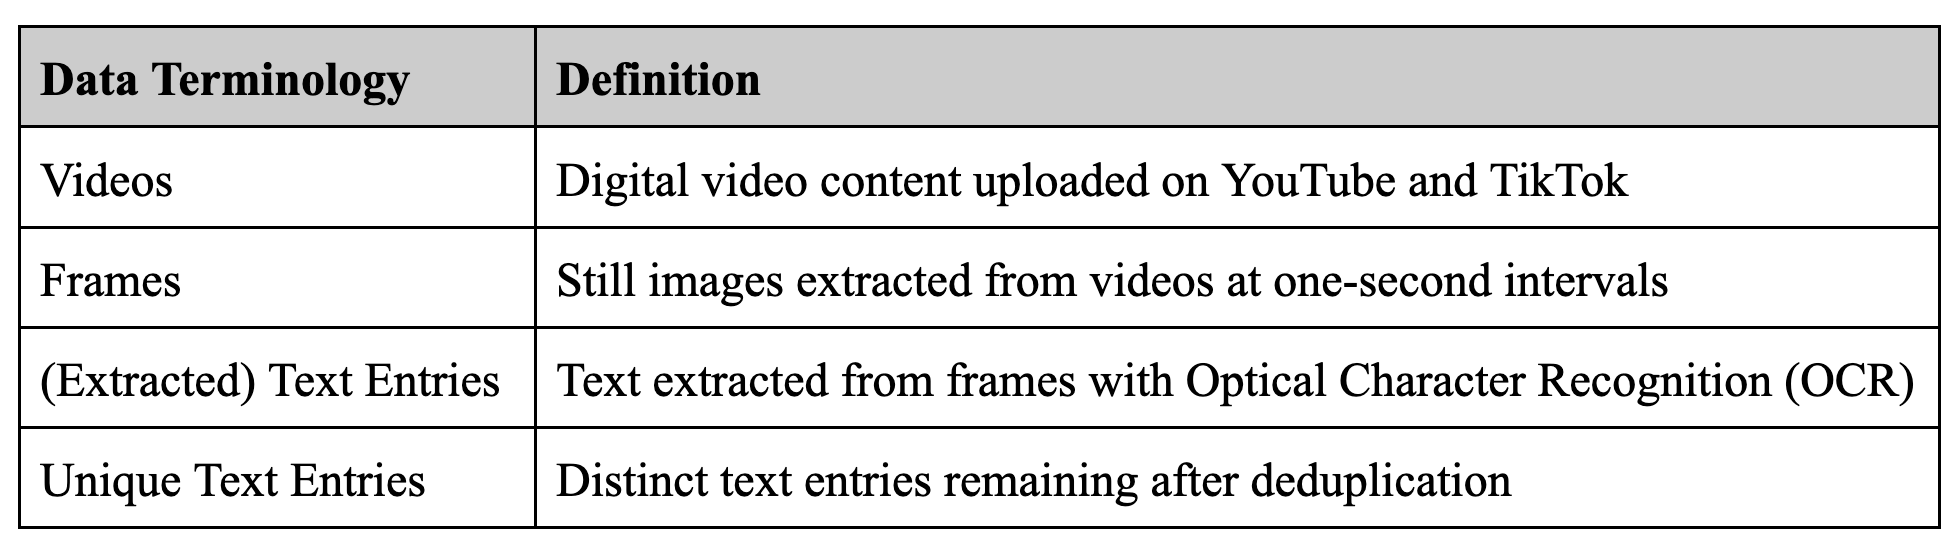 Data Terminology Definition
Videos Digital video content uploaded on YouTube and TikTok
Frames Still images extracted from videos at one-second intervals
(Extracted) Text Entries Text extracted from frames with Optical Character Recognition (OCR)
Unique Text Entries Distinct text entries remaining after deduplication